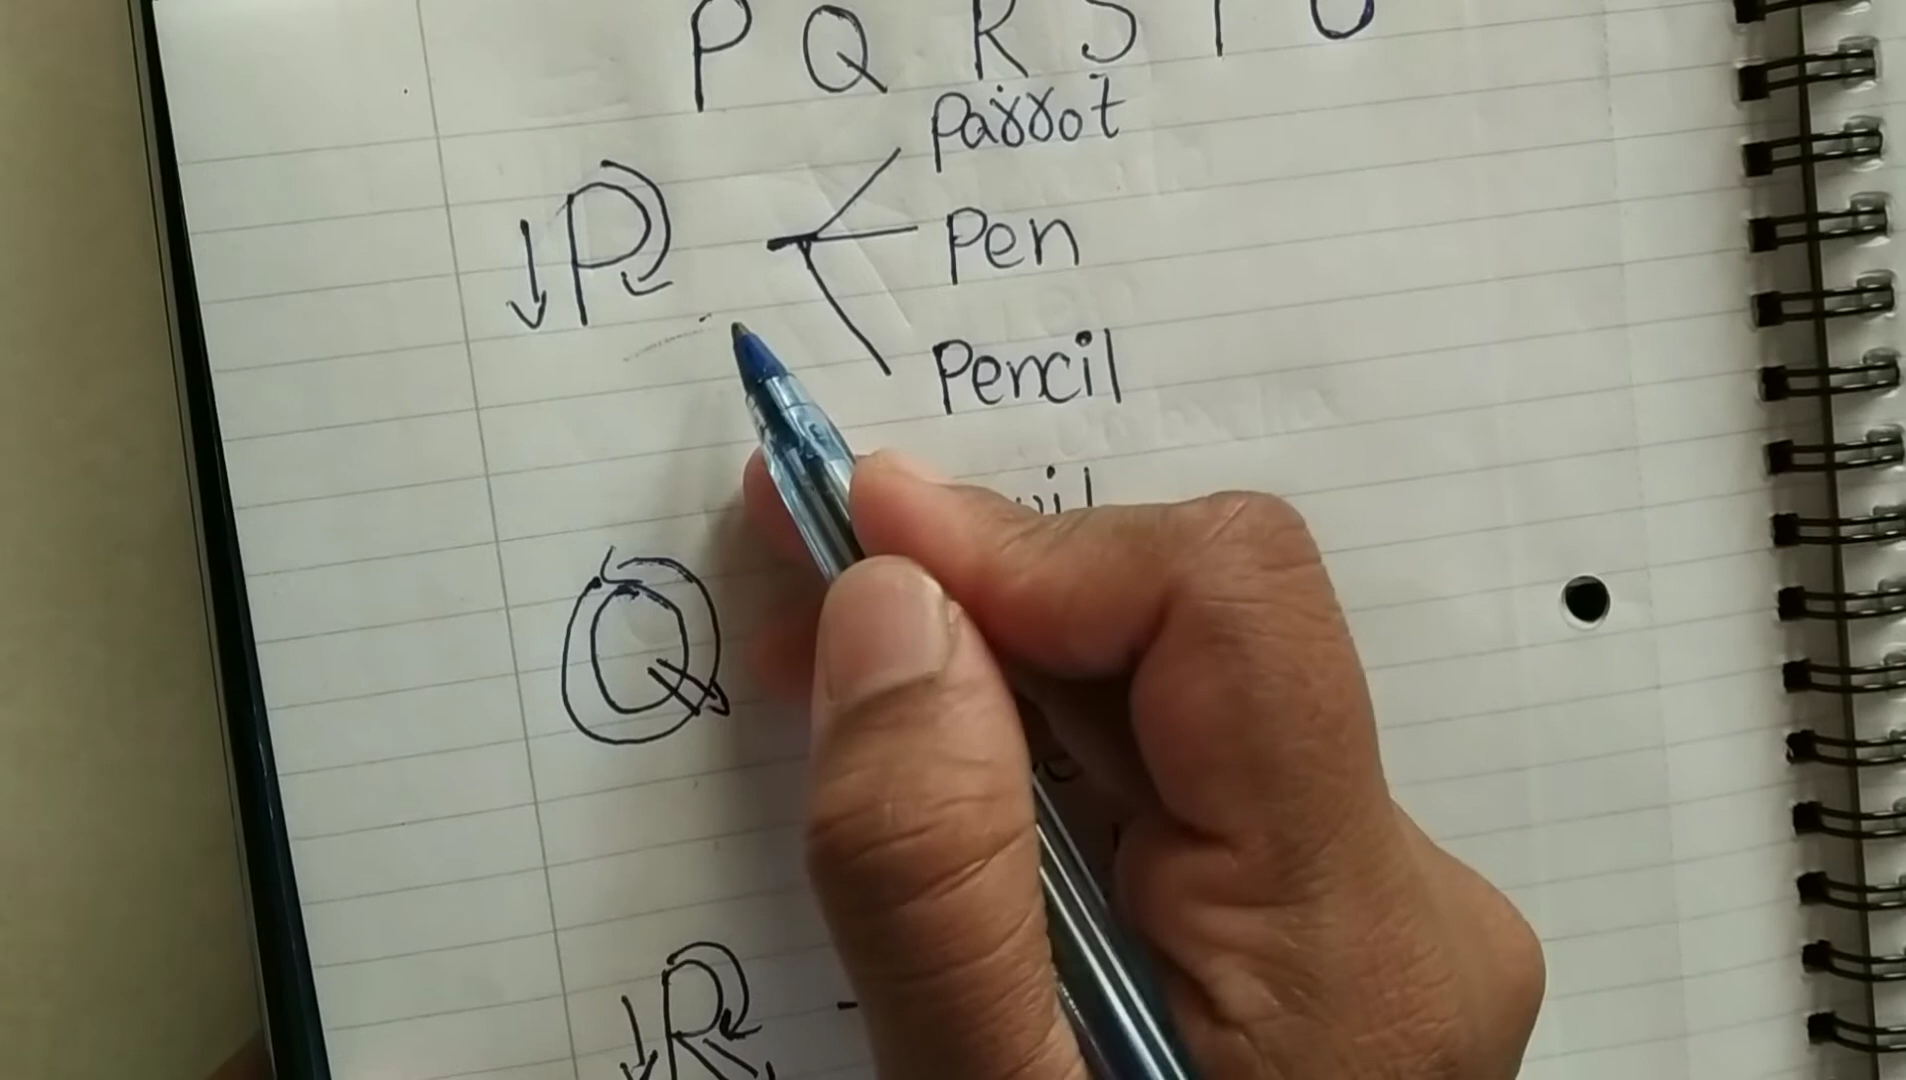 P Q R S T U
Parrot
P
Pen
Pencil
Q
R